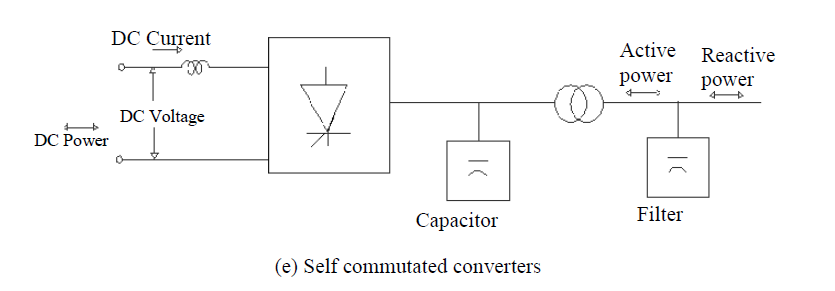 DC Current
Active
power
Reactive
power
DC Voltage
DC Power
Capacitor
Filter
(e) Self commutated converters